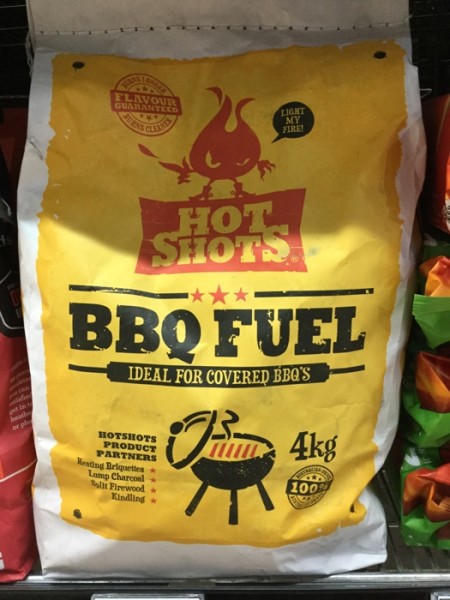 BURNS LONGER
FLAVOUR
GUARANTEED
BURNS CLEANER
LIGHT
MY
FIRE!
HOT
SHOTS
BBQ FUEL
IDEAL FOR COVERED BBQ'S
HOTSHOTS
PRODUCT
PARTNERS
Heating Briquettes
Lump Charcoal
Split Firewood
Kindling
4kg
100%